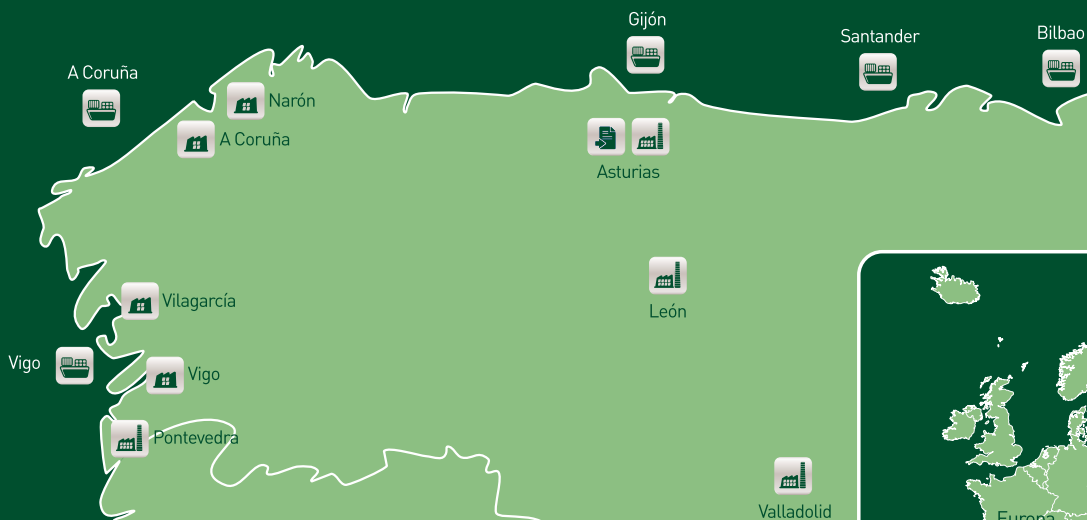 Gijón
Santander
Bilbao
A Coruña
Narón
A Coruña
Asturias
Vilagarcía
León
Vigo
Vigo
Pontevedra
Valladolid
Europa